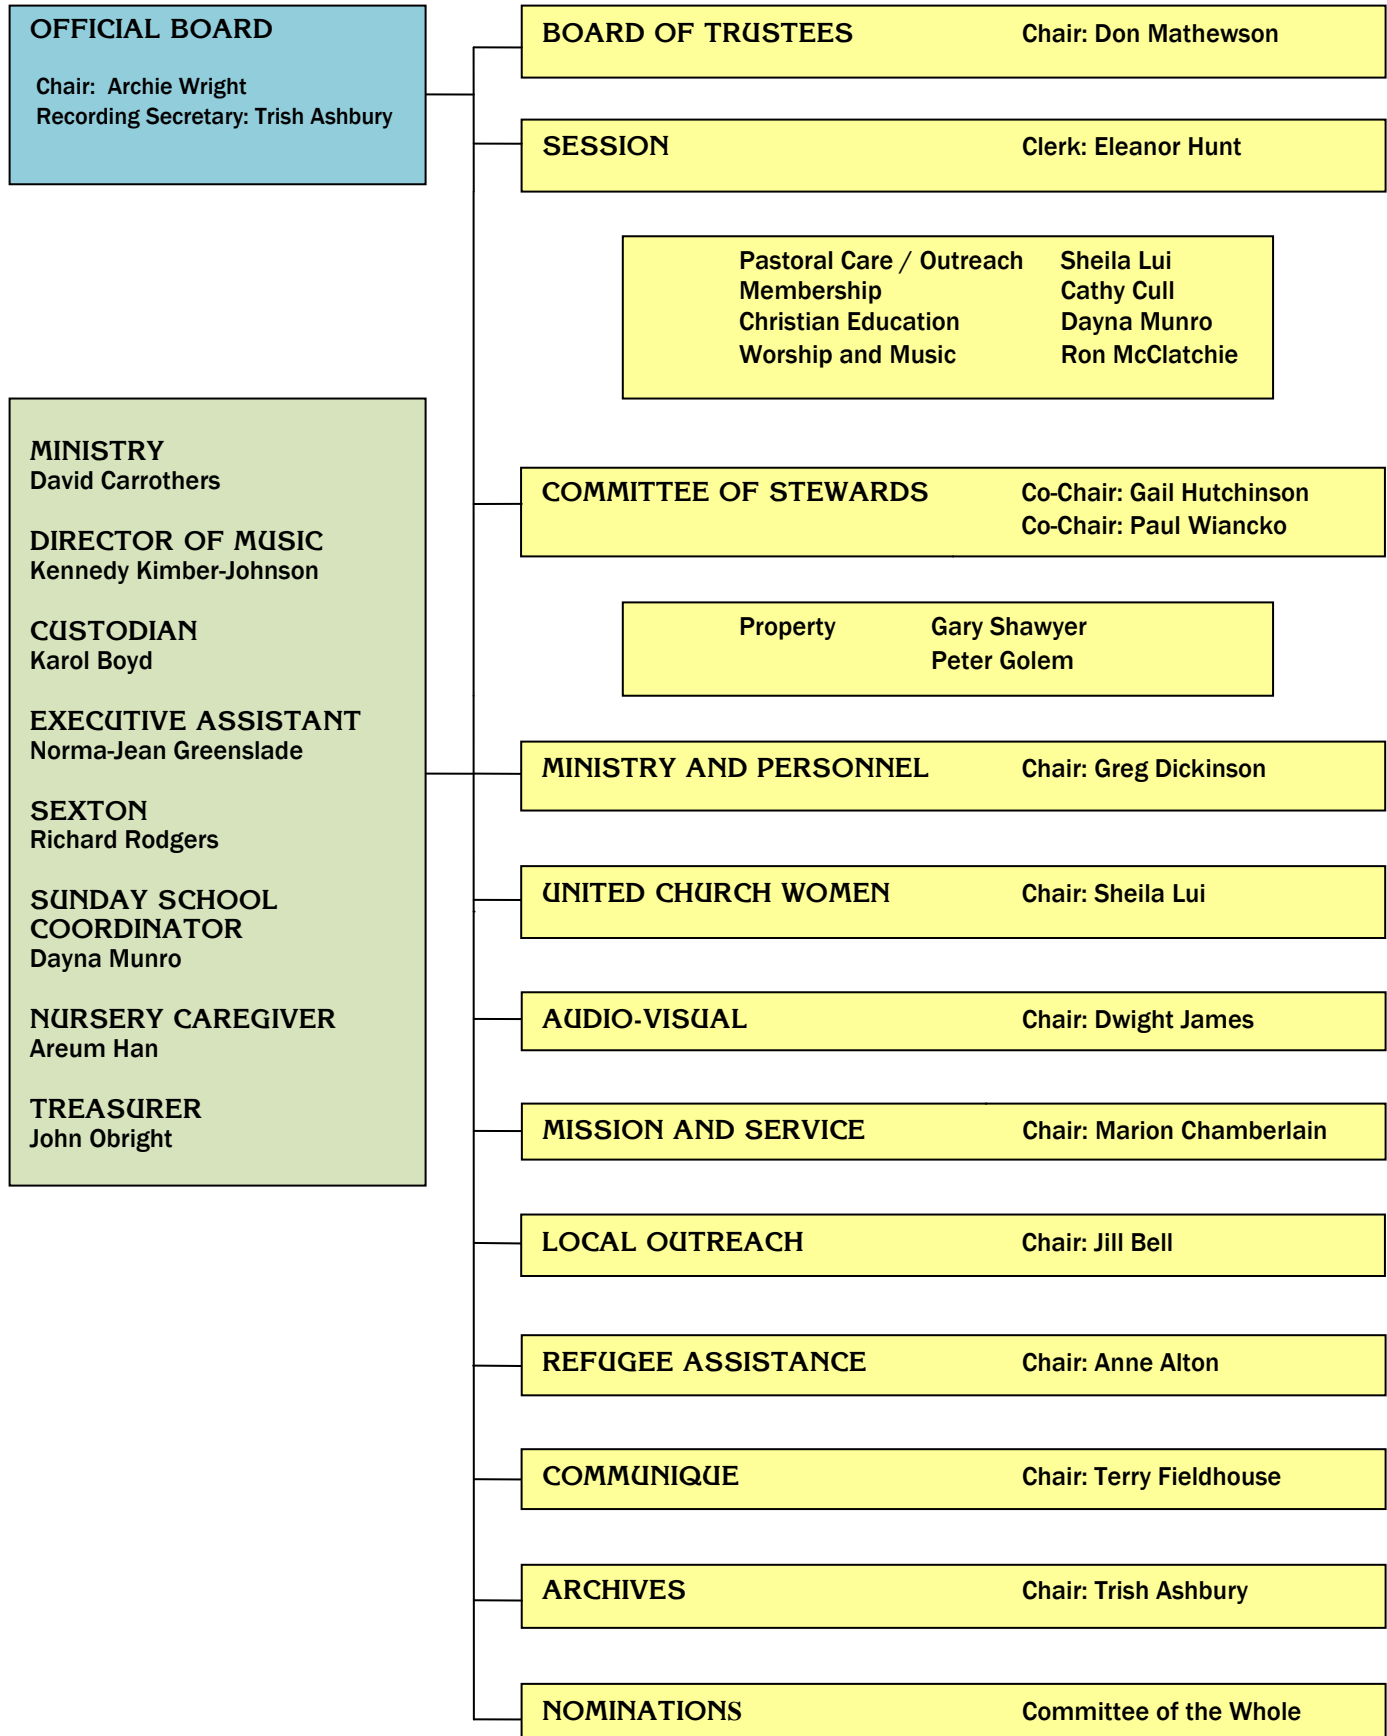 OFFICIAL BOARD
Chair: Archie Wright
Recording Secretary: Trish Ashbury
BOARD OF TRUSTEES Chair: Don Mathewson
SESSION Clerk: Eleanor Hunt
Pastoral Care / Outreach Sheila Lui
Membership Cathy Cull
Christian Education Dayna Munro
Worship and Music Ron McClatchie
MINISTRY
David Carrothers
DIRECTOR OF MUSIC
Kennedy Kimber-Johnson
CUSTODIAN
Karol Boyd
EXECUTIVE ASSISTANT
Norma-Jean Greenslade
SEXTON
Richard Rodgers
SUNDAY SCHOOL
COORDINATOR
Dayna Munro
NURSERY CAREGIVER
Areum Han
TREASURER
John Obright
COMMITTEE OF STEWARDS Co-Chair: Gail Hutchinson
Co-Chair: Paul Wiancko
Property Gary Shawyer
Peter Golem
MINISTRY AND PERSONNEL Chair: Greg Dickinson
UNITED CHURCH WOMEN Chair: Sheila Lui
AUDIO-VISUAL Chair: Dwight James
MISSION AND SERVICE Chair: Marion Chamberlain
LOCAL OUTREACH Chair: Jill Bell
REFUGEE ASSISTANCE Chair: Anne Alton
COMMUNIQUE Chair: Terry Fieldhouse
ARCHIVES Chair: Trish Ashbury
NOMINATIONS Committee of the Whole